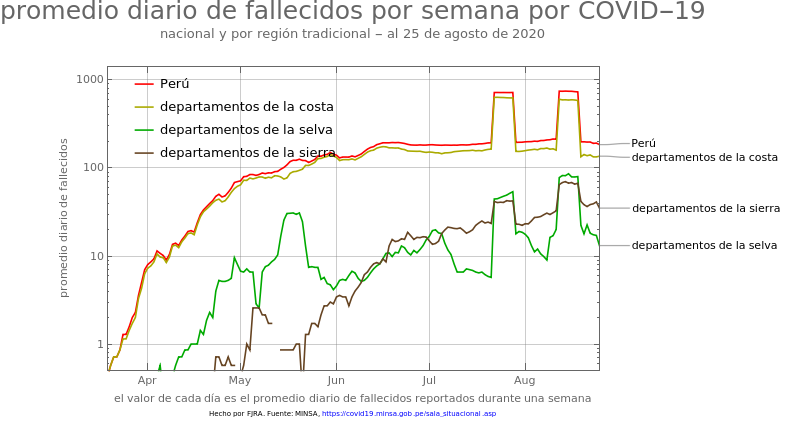 promedio diario de fallecidos por semana por COVID−19
nacional y por región tradicional − al 25 de agosto de 2020
promedio diario de fallecidos
1000
100
10
1
Perú
departamentos de la costa
departamentos de la selva
departamentos de la sierra
Perú
departamentos de la costa
departamentos de la sierra
departamentos de la selva
Apr May Jun Jul Aug
el valor de cada día es el promedio diario de fallecidos reportados durante una semana
Hecho por FJRA. Fuente: MINSA, https://covid19.minsa.gob.pe/sala_situacional .asp